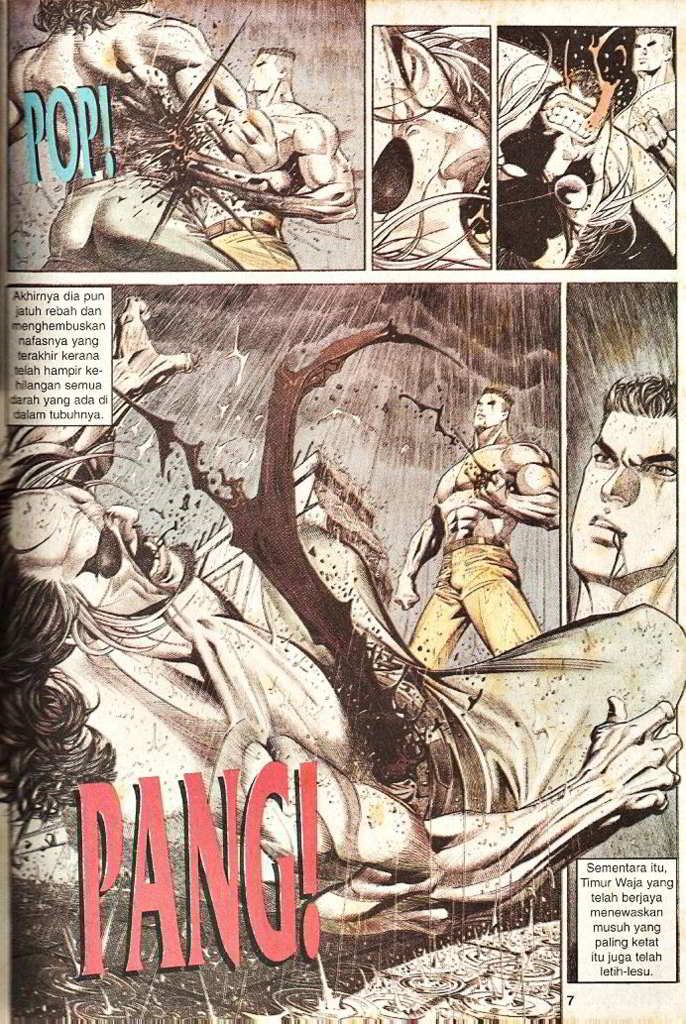 POP!
Akhirnya dia pun
jatuh rebah dan
menghembuskan
nafasnya yang
terakhir kerana
telah hampir ke-
hilangan semua
darah yang ada di
dalam tubuhnya.
PANG!
Sementara itu,
Timur Waja yang
telah berjaya
menewaskan
musuh yang
paling ketat
itu juga telah
letih-lesu.
7